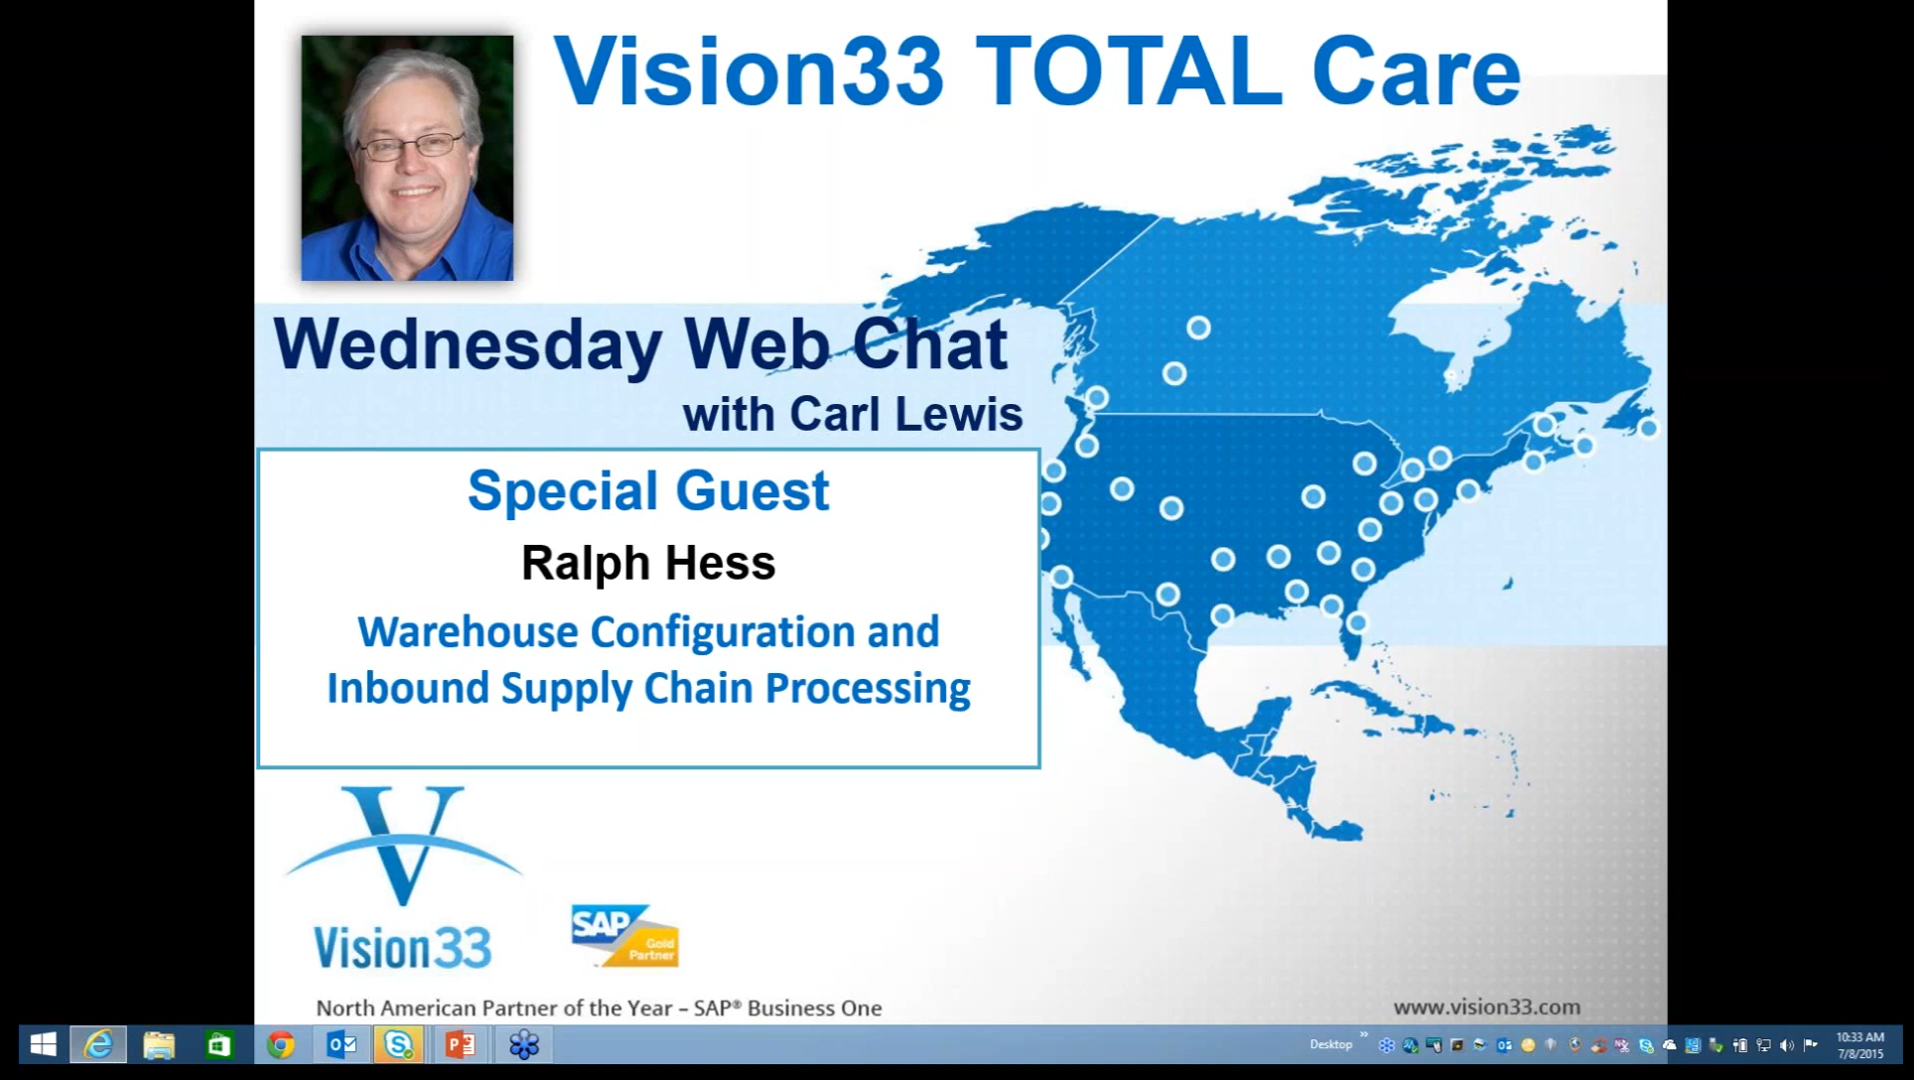 Vision33 TOTAL Care
Wednesday Web Chat
with Carl Lewis
Special Guest
Ralph Hess
Warehouse Configuration and
Inbound Supply Chain Processing
Vision33
SAP
Gold
Partner
North American Partner of the Year – SAP® Business One
www.vision33.com
Desktop
10:33 AM
7/8/2015